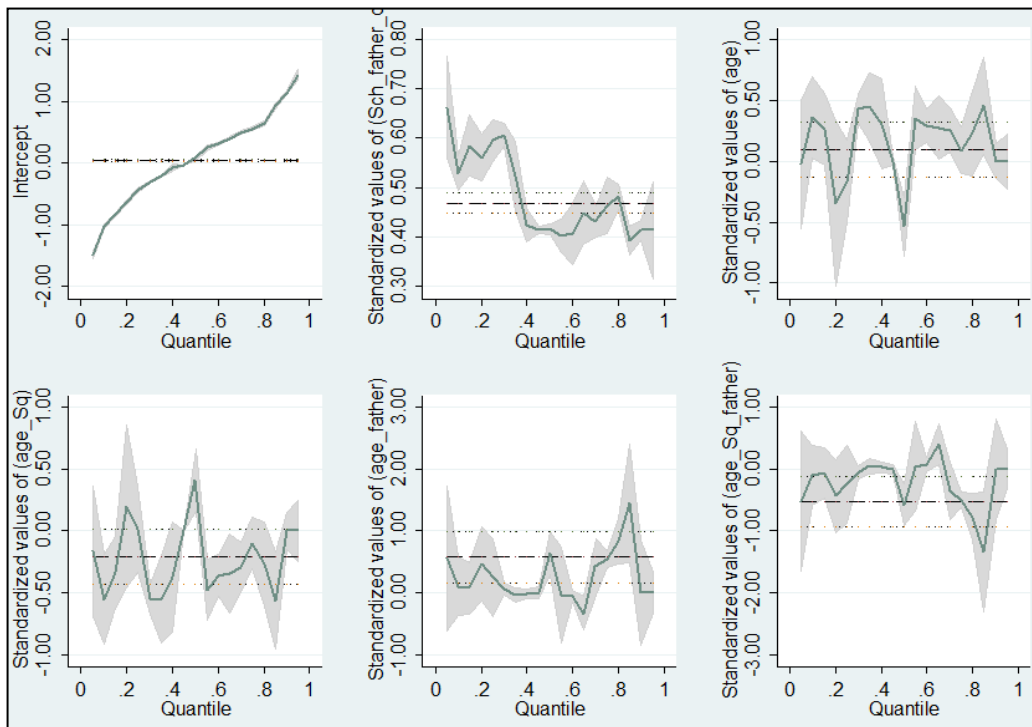 Intercept
2.00
1.00
0.00
-1.00
-2.00
0 .2 .4 .6 .8 1
Quantile
Standardized values of (Sch_father_c
0.80
0.70
0.60
0.50
0.40
0.30
0 .2 .4 .6 .8 1
Quantile
Standardized values of (age)
1.00
0.50
0.00
-0.50
-1.00
0 .2 .4 .6 .8 1
Quantile
Standardized values of (age_Sq)
1.00
0.50
0.00
-0.50
-1.00
0 .2 .4 .6 .8 1
Quantile
Standardized values of (age_father)
3.00
2.00
1.00
0.00
-1.00
0 .2 .4 .6 .8 1
Quantile
Standardized values of (age_Sq_father)
1.00
0.00
-1.00
-2.00
-3.00
0 .2 .4 .6 .8 1
Quantile